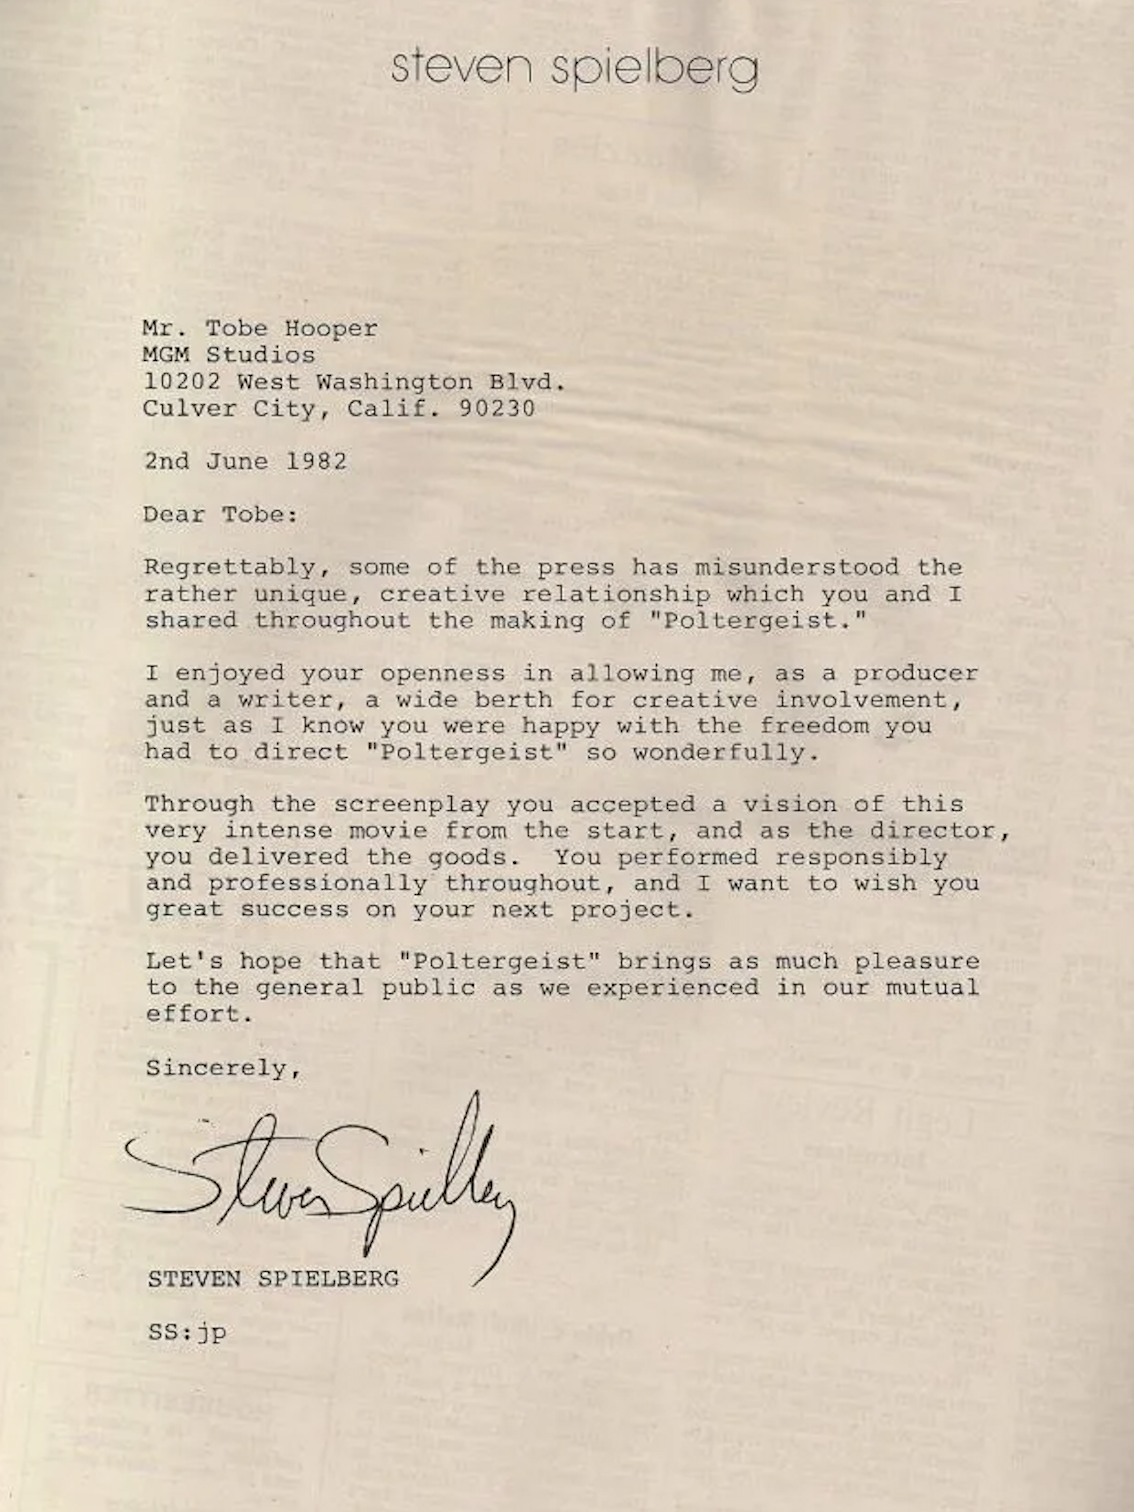 steven spielberg
Mr. Tobe Hooper
MGM Studios
10202 West Washington Blvd.
Culver City, Calif. 90230
2nd June 1982
Dear Tobe:
Regrettably, some of the press has misunderstood the
rather unique, creative relationship which you and I
shared throughout the making of "Poltergeist."
I enjoyed your openness in allowing me, as a producer
and a writer, a wide berth for creative involvement,
just as I know you were happy with the freedom you
had to direct "Poltergeist" so wonderfully.
Through the screenplay you accepted a vision of this
very intense movie from the start, and as the director,
you delivered the goods.  You performed responsibly
and professionally throughout, and I want to wish you
great success on your next project.
Let's hope that "Poltergeist" brings as much pleasure
to the general public as we experienced in our mutual
effort.
Sincerely,
Steven Spielberg
STEVEN SPIELBERG
SS:jp